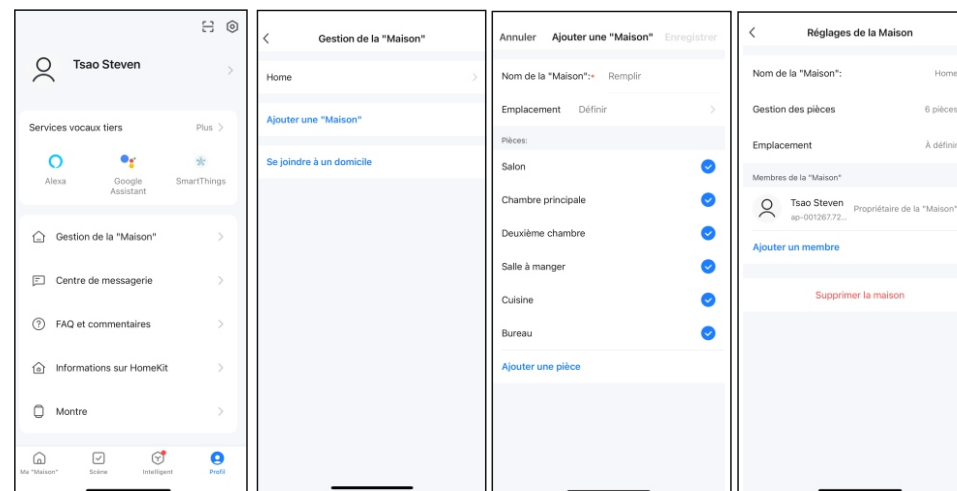 Tsao Steven
Services vocaux tiers
Plus
Alexa
Google
Assistant
SmartThings
Gestion de la "Maison"
Centre de messagerie
FAQ et commentaires
Informations sur HomeKit
Montre
Ma "Maison"
Scène
Intelligent
Profil
Gestion de la "Maison"
Home
Ajouter une "Maison"
Se joindre à un domicile
Annuler
Ajouter une "Maison"
Enregistrer
Nom de la "Maison":*
Remplir
Emplacement
Définir
Pièces:
Salon
Chambre principale
Deuxième chambre
Salle à manger
Cuisine
Bureau
Ajouter une pièce
Réglages de la Maison
Nom de la "Maison":
Home
Gestion des pièces
6 pièces
Emplacement
À définir
Membres de la "Maison"
Tsao Steven
ap-001267.72...
Propriétaire de la "Maison"
Ajouter un membre
Supprimer la maison